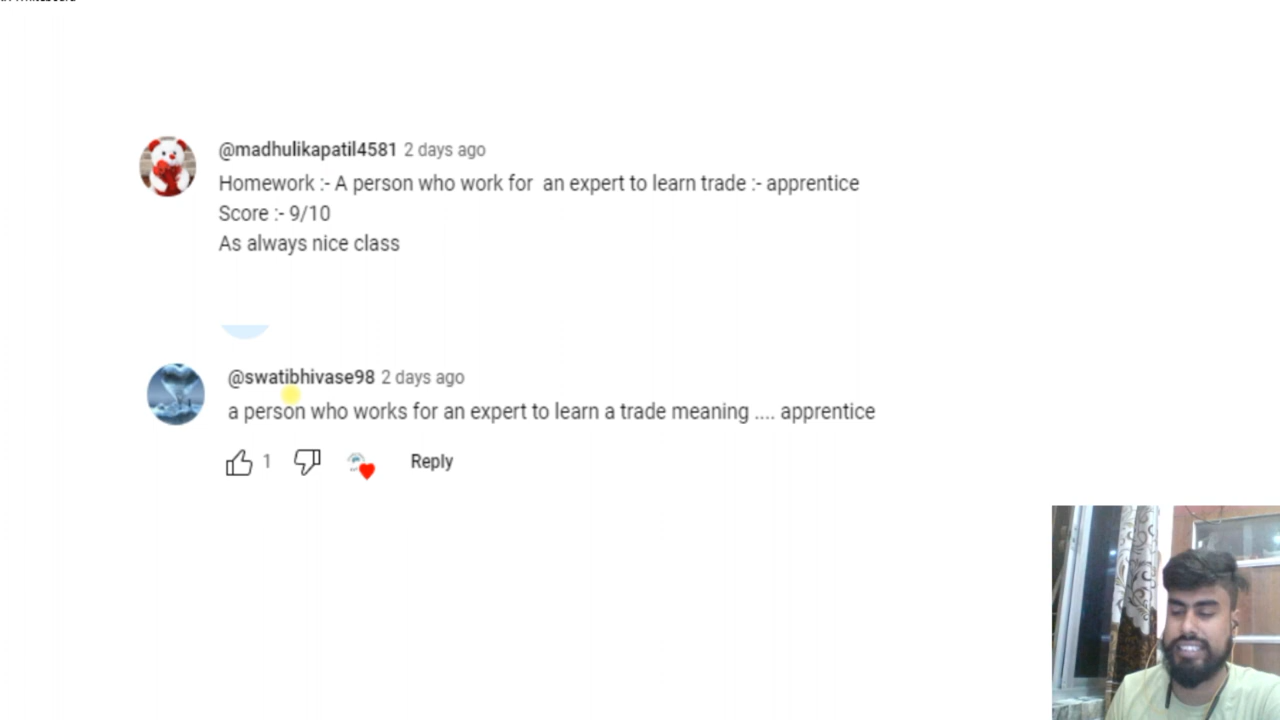 @madhulikapatil4581 2 days ago
Homework :- A person who work for an expert to learn trade :- apprentice
Score :- 9/10
As always nice class
@swatibhivase98 2 days ago
a person who works for an expert to learn a trade meaning .... apprentice
1 Reply